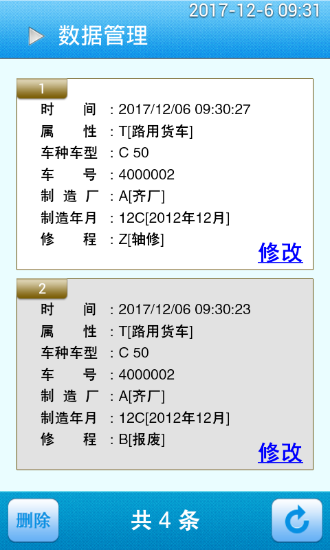 2017-12-6 09:31
数据管理
1
时 间 : 2017/12/06 09:30:27
属 性 : T[路用货车]
车种车型 : C 50
车 号 : 4000002
制 造 厂 : A[齐厂]
制造年月 : 12C[2012年12月]
修 程 : Z[轴修]
修改
2
时 间 : 2017/12/06 09:30:23
属 性 : T[路用货车]
车种车型 : C 50
车 号 : 4000002
制 造 厂 : A[齐厂]
制造年月 : 12C[2012年12月]
修 程 : B[报废]
修改
删除
共 4 条